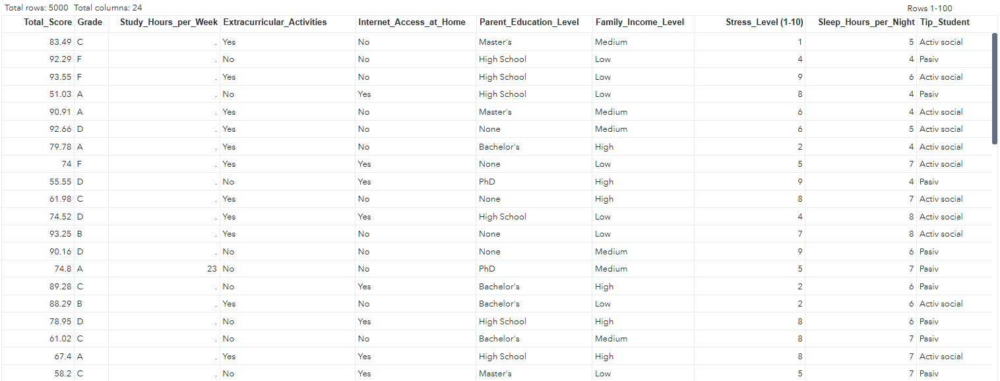 Total rows: 5000 Total columns: 24 Rows 1-100
Total_Score Grade Study_Hours_per_Week Extracurricular_Activities Internet_Access_at_Home Parent_Education_Level Family_Income_Level Stress_Level (1-10) Sleep_Hours_per_Night Tip_Student
83.49 C . Yes No Master's Medium 1 5 Activ social
92.29 F . No No High School Low 4 4 Pasiv
93.55 F . Yes No High School Low 9 6 Activ social
51.03 A . No Yes High School Low 8 4 Pasiv
90.91 A . Yes No Master's Medium 6 4 Activ social
92.66 D . Yes No None Medium 6 5 Activ social
79.78 A . Yes No Bachelor's High 2 4 Activ social
74 F . Yes Yes None Low 5 7 Activ social
55.55 D . No Yes PhD High 9 4 Pasiv
61.98 C . Yes No None High 8 7 Activ social
74.52 D . Yes Yes High School Low 4 8 Activ social
93.25 B . Yes No None Low 7 8 Activ social
90.16 D . No No None Medium 9 6 Pasiv
74.8 A 23 No No PhD Medium 5 7 Pasiv
89.28 C . No Yes Bachelor's High 2 6 Pasiv
88.29 B . Yes No Bachelor's Low 2 6 Activ social
78.95 D . No Yes High School High 8 6 Pasiv
61.02 C . No No Bachelor's Medium 8 7 Pasiv
67.4 A . Yes Yes High School High 8 7 Activ social
58.2 C . No Yes Master's Low 5 7 Pasiv